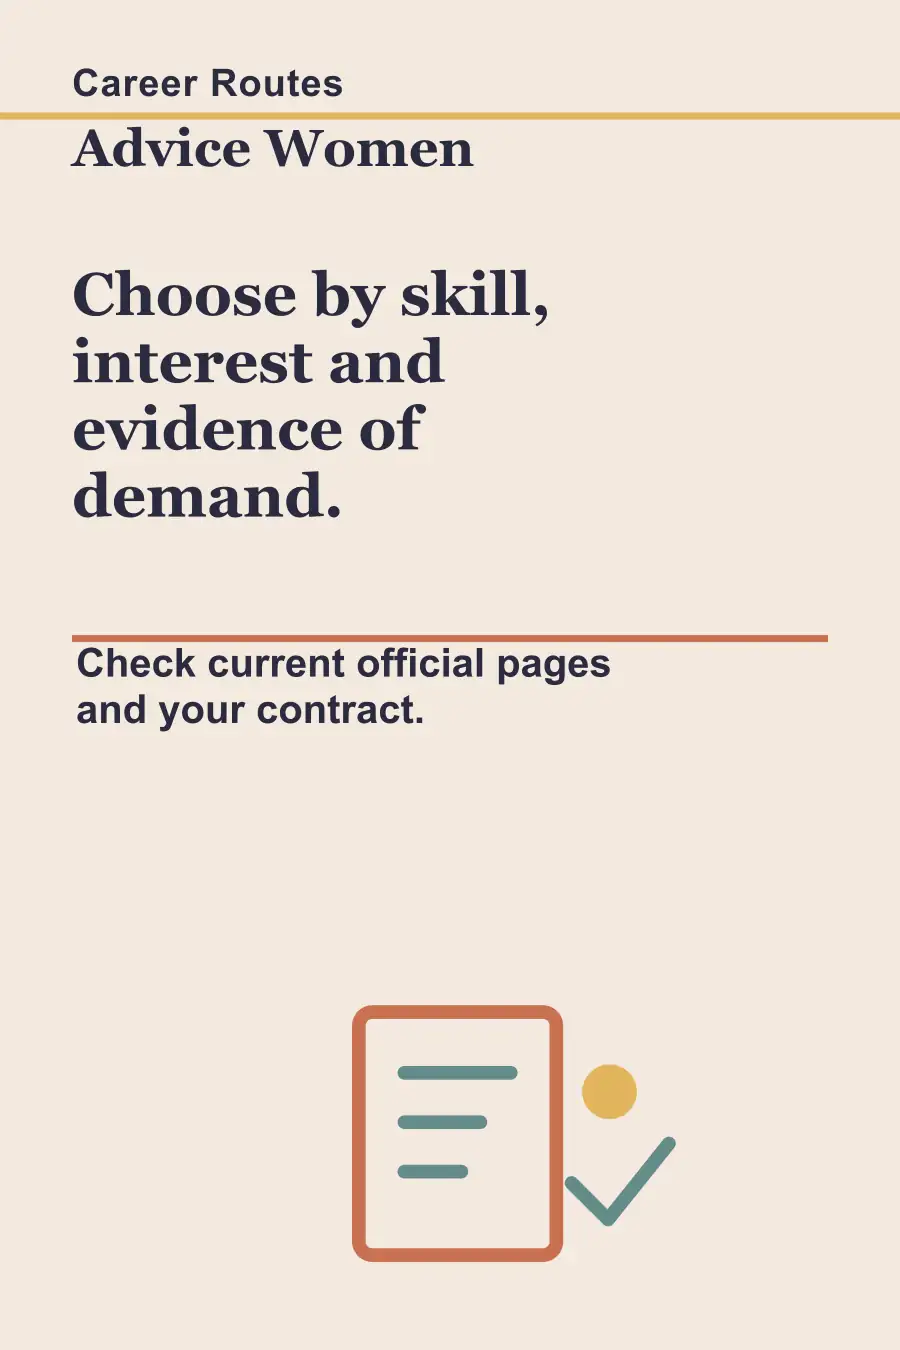 Career Routes
Advice Women
Choose by skill,
interest and
evidence of
demand.
Check current official pages
and your contract.